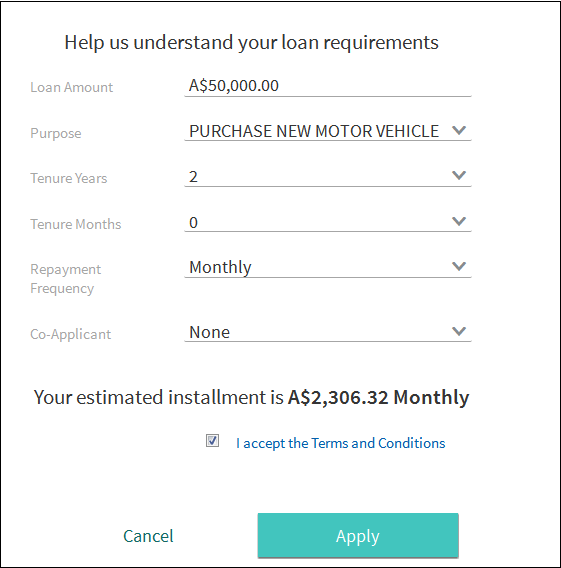 Help us understand your loan requirements
Loan Amount A$50,000.00
Purpose PURCHASE NEW MOTOR VEHICLE
Tenure Years 2
Tenure Months 0
Repayment Frequency Monthly
Co-Applicant None
Your estimated installment is A$2,306.32 Monthly
I accept the Terms and Conditions
Cancel Apply